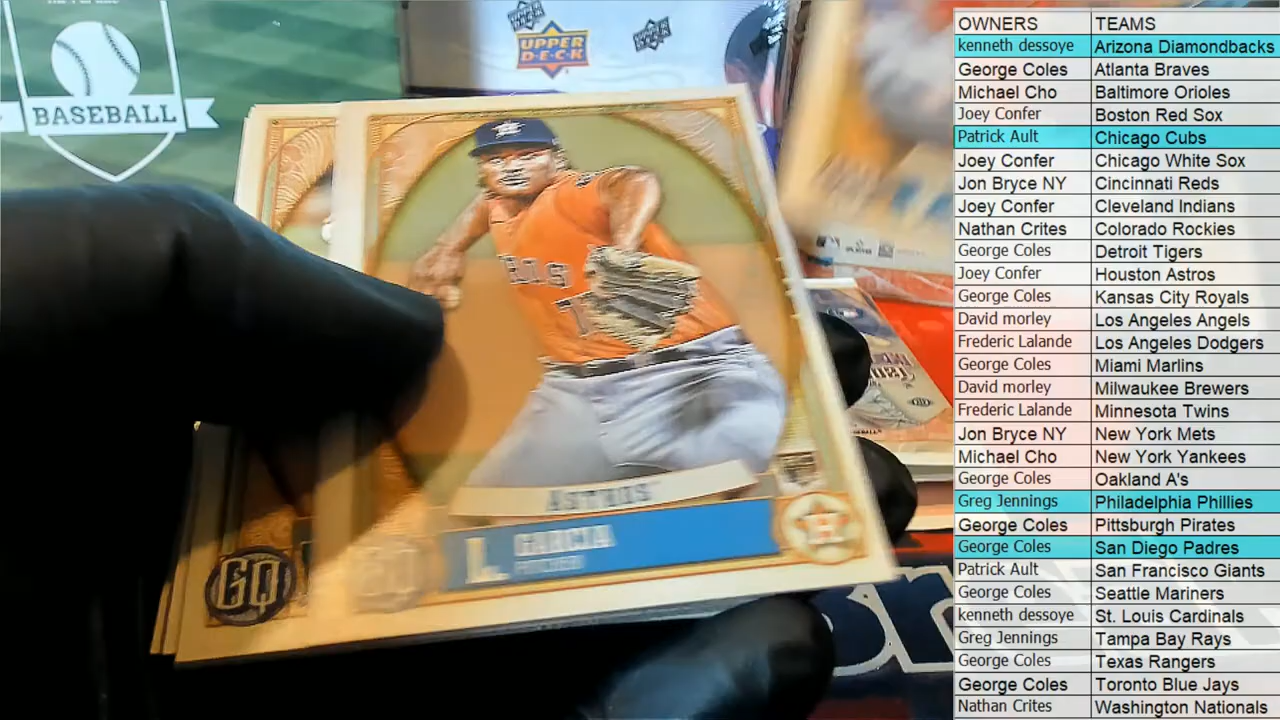 UPPER
D.E.C.K
BASEBALL
ASTROS
L. GARCIA
PITCHER
GQ
GQ
OWNERS TEAMS
kenneth dessoye Arizona Diamondbacks
George Coles Atlanta Braves
Michael Cho Baltimore Orioles
Joey Confer Boston Red Sox
Patrick Ault Chicago Cubs
Joey Confer Chicago White Sox
Jon Bryce NY Cincinnati Reds
Joey Confer Cleveland Indians
Nathan Crites Colorado Rockies
George Coles Detroit Tigers
Joey Confer Houston Astros
George Coles Kansas City Royals
David morley Los Angeles Angels
Frederic Lalande Los Angeles Dodgers
George Coles Miami Marlins
David morley Milwaukee Brewers
Frederic Lalande Minnesota Twins
Jon Bryce NY New York Mets
Michael Cho New York Yankees
George Coles Oakland A's
Greg Jennings Philadelphia Phillies
George Coles Pittsburgh Pirates
George Coles San Diego Padres
Patrick Ault San Francisco Giants
George Coles Seattle Mariners
kenneth dessoye St. Louis Cardinals
Greg Jennings Tampa Bay Rays
George Coles Texas Rangers
George Coles Toronto Blue Jays
Nathan Crites Washington Nationals